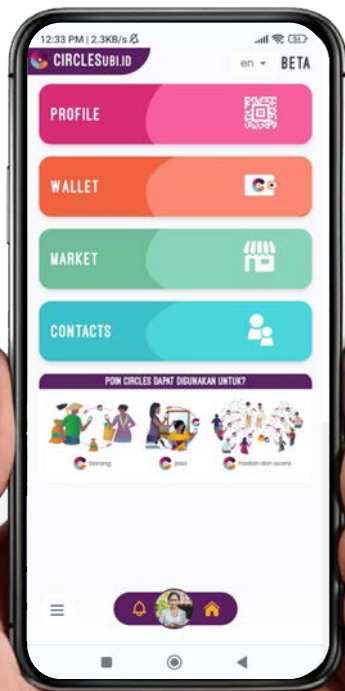 12:33 PM | 2.3KB/s
CIRCLESUBI.ID
en
BETA
PROFILE
WALLET
MARKET
CONTACTS
POIN CIRCLES DAPAT DIGUNAKAN UNTUK?
barang
jasa
hadiah dan acara